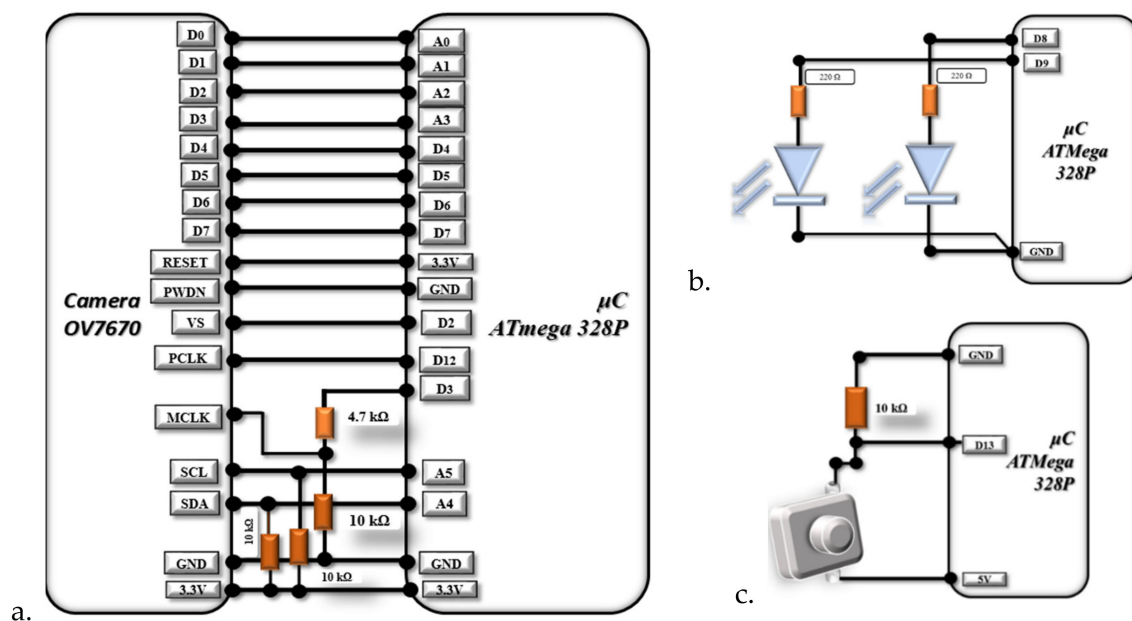 D0
D1
D2
D3
D4
D5
D6
D7
RESET
PWDN
VS
PCLK
MCLK
SCL
SDA
GND
3.3V
Camera
OV7670
A0
A1
A2
A3
D4
D5
D6
D7
3.3V
GND
D2
D12
D3
A5
A4
GND
3.3V
µC
ATmega 328P
4.7 kΩ
10 kΩ
10 kΩ
10 kΩ
a.
D8
D9
220 Ω
220 Ω
µC
ATMega
328P
GND
b.
GND
10 kΩ
D13
µC
ATMega
328P
5V
c.